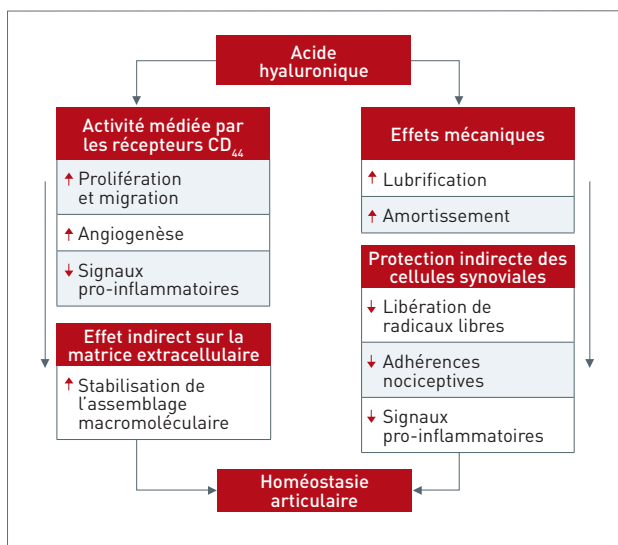 Acide
hyaluronique
Activité médiée par
les récepteurs CD44
↑ Prolifération
et migration
↑ Angiogenèse
↓ Signaux
pro-inflammatoires
Effet indirect sur la
matrice extracellulaire
↑ Stabilisation de
l'assemblage
macromoléculaire
Effets mécaniques
↑ Lubrification
↑ Amortissement
Protection indirecte des
cellules synoviales
↓ Libération de
radicaux libres
↓ Adhérences
nociceptives
↓ Signaux
pro-inflammatoires
Homéostasie
articulaire